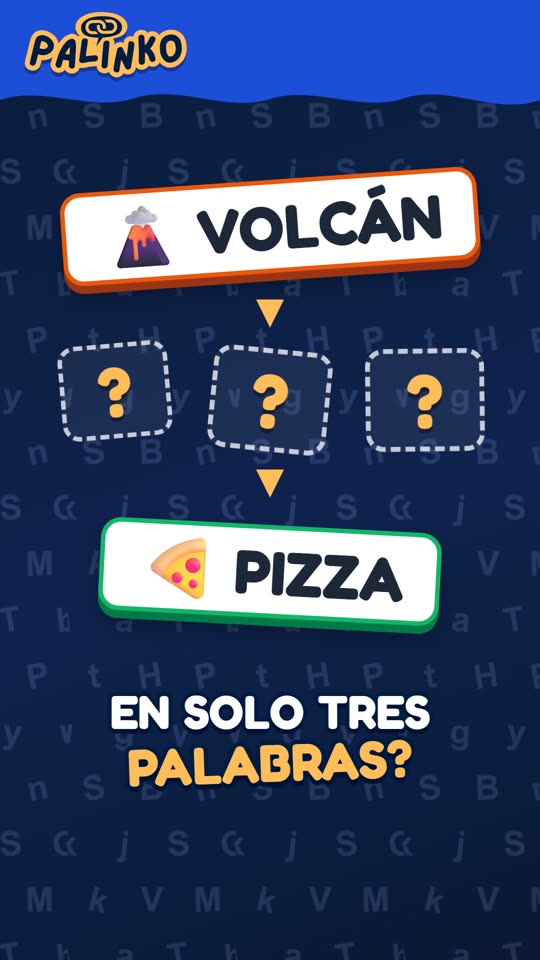 PALINKO
VOLCÁN
? ? ?
PIZZA
EN SOLO TRES
PALABRAS?